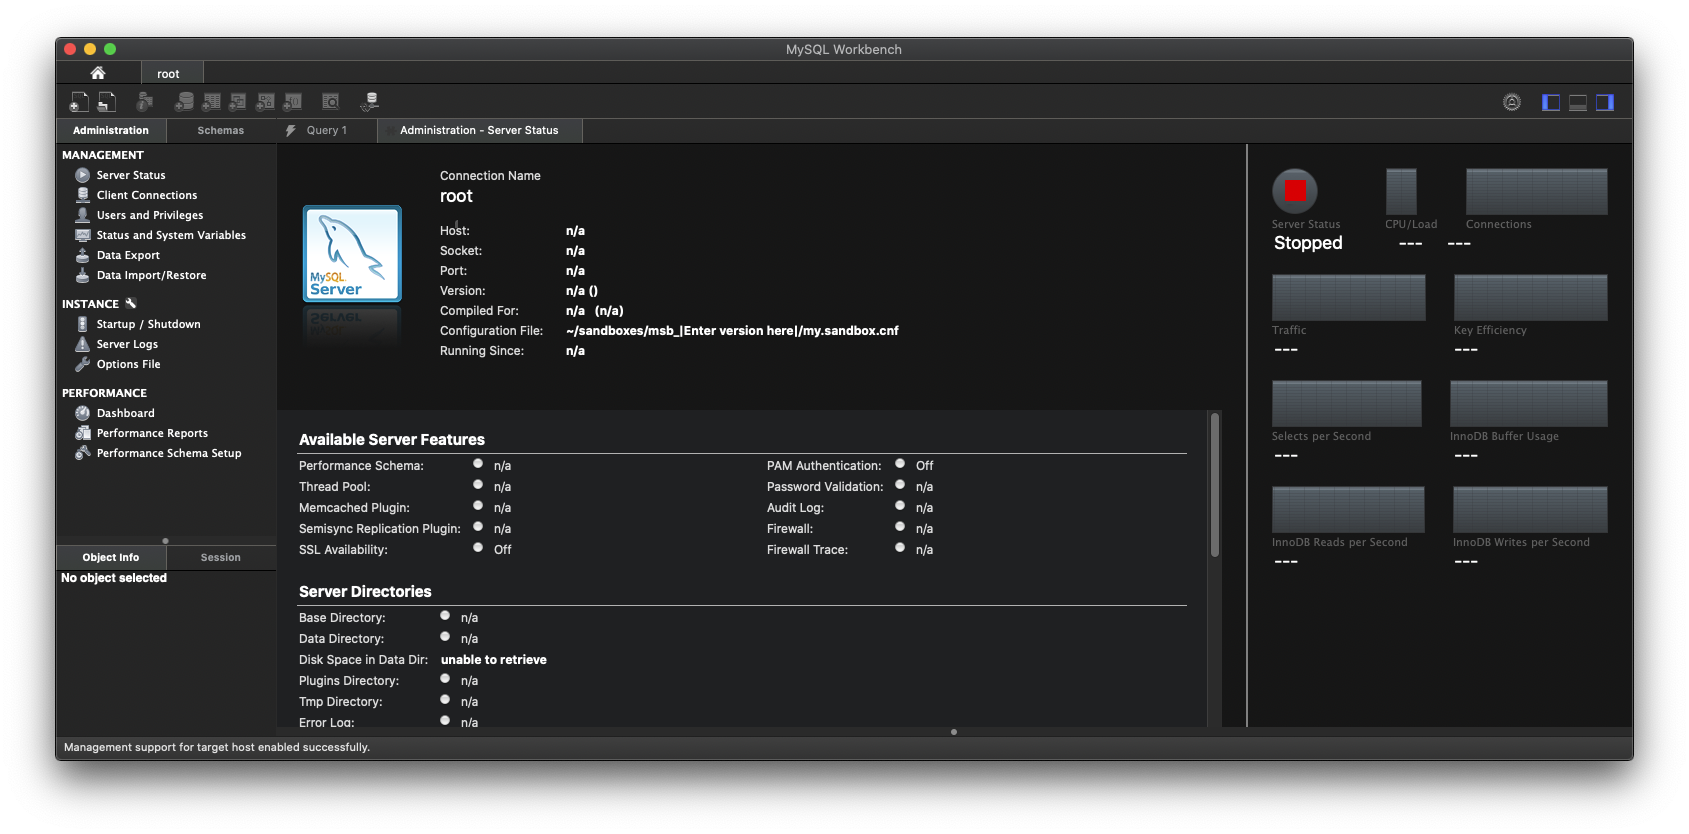 MySQL Workbench
root
Administration
Schemas
Query 1
Administration - Server Status
MANAGEMENT
Server Status
Client Connections
Users and Privileges
Status and System Variables
Data Export
Data Import/Restore
INSTANCE
Startup / Shutdown
Server Logs
Options File
PERFORMANCE
Dashboard
Performance Reports
Performance Schema Setup
Object Info
Session
No object selected
MySQL
Server
Connection Name
root
Host: n/a
Socket: n/a
Port: n/a
Version: n/a ()
Compiled For: n/a (n/a)
Configuration File: ~/sandboxes/msb_|Enter version here|/my.sandbox.cnf
Running Since: n/a
Available Server Features
Performance Schema: n/a
Thread Pool: n/a
Memcached Plugin: n/a
Semisync Replication Plugin: n/a
SSL Availability: Off
PAM Authentication: Off
Password Validation: n/a
Audit Log: n/a
Firewall: n/a
Firewall Trace: n/a
Server Directories
Base Directory: n/a
Data Directory: n/a
Disk Space in Data Dir: unable to retrieve
Plugins Directory: n/a
Tmp Directory: n/a
Error Log: n/a
Server Status
Stopped
CPU/Load
---
Connections
---
Traffic
---
Key Efficiency
---
Selects per Second
---
InnoDB Buffer Usage
---
InnoDB Reads per Second
---
InnoDB Writes per Second
---
Management support for target host enabled successfully.